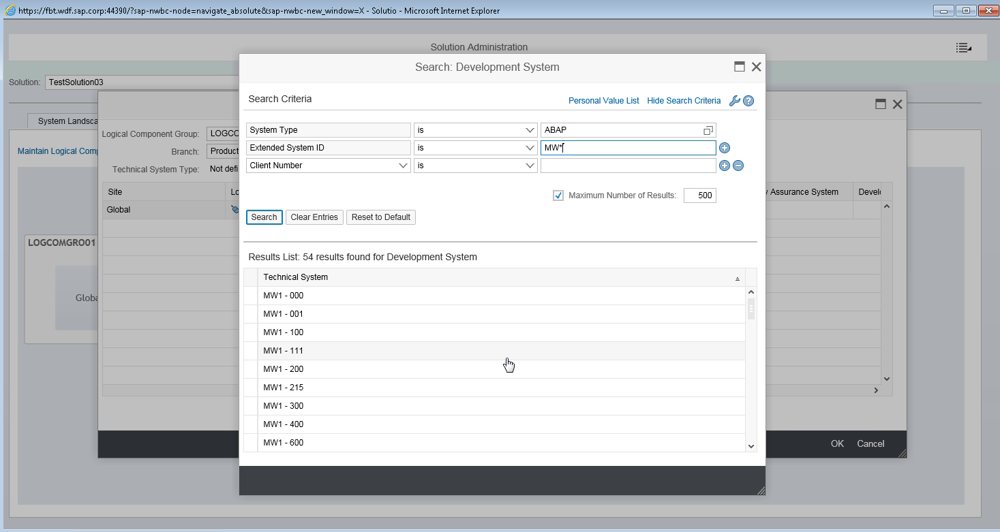 https://fbt.wdf.sap.corp:44390/?sap-nwbc-node=navigate_absolute&sap-nwbc-new_window=X - Solutio - Microsoft Internet Explorer
Solution Administration
Search: Development System
Solution: TestSolution03
Search Criteria
Personal Value List Hide Search Criteria
System Landsca
Logical Component Group: LOGCO
Maintain Logical Comp
Branch: Product
Technical System Type: Not defi
System Type is ABAP
Extended System ID is MW*
Client Number is
Site Lo
y Assurance System Develo
Global
Maximum Number of Results: 500
Search Clear Entries Reset to Default
LOGCOMGRO01
Globa
Results List: 54 results found for Development System
Technical System
MW1 - 000
MW1 - 001
MW1 - 100
MW1 - 111
MW1 - 200
MW1 - 215
MW1 - 300
MW1 - 400
MW1 - 600
OK Cancel